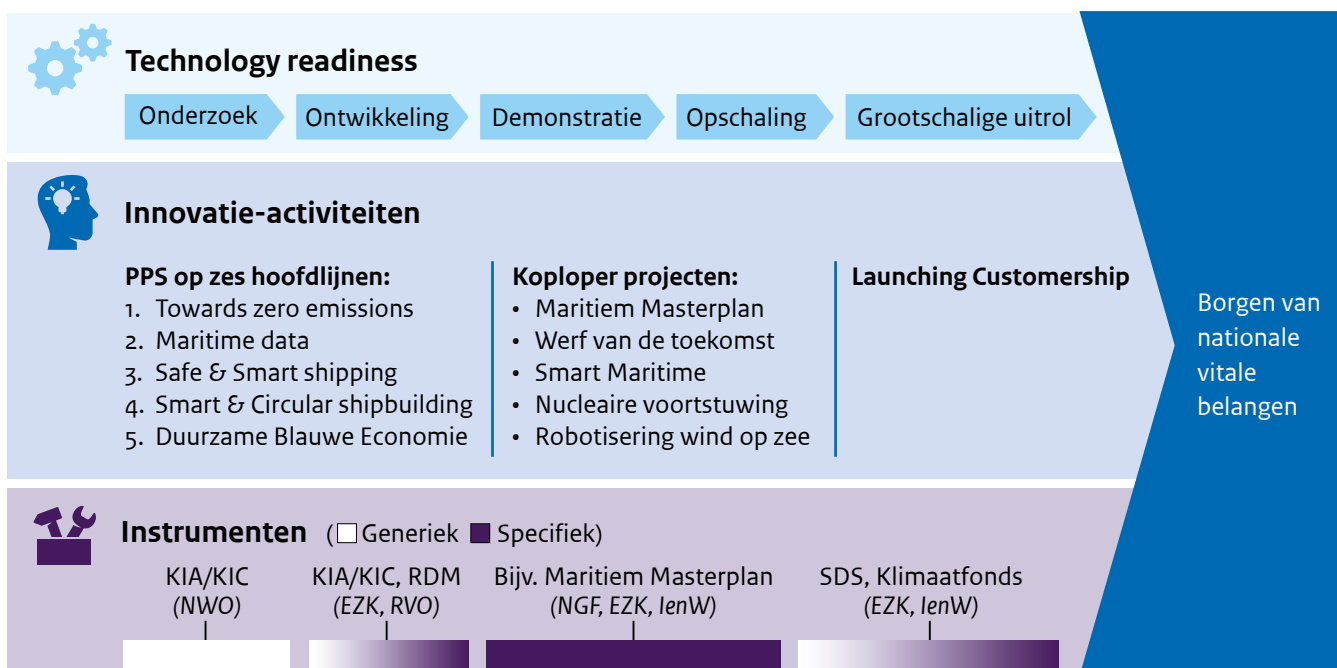 Technology readiness
Onderzoek
Ontwikkeling
Demonstratie
Opschaling
Grootschalige uitrol
Innovatie-activiteiten
PPS op zes hoofdlijnen:
1. Towards zero emissions
2. Maritime data
3. Safe & Smart shipping
4. Smart & Circular shipbuilding
5. Duurzame Blauwe Economie
Koploper projecten:
• Maritiem Masterplan
• Werf van de toekomst
• Smart Maritime
• Nucleaire voortstuwing
• Robotisering wind op zee
Launching Customership
Borgen van
nationale
vitale
belangen
Instrumenten (Generiek Specifiek)
KIA/KIC
(NWO)
KIA/KIC, RDM
(EZK, RVO)
Bijv. Maritiem Masterplan
(NGF, EZK, IenW)
SDS, Klimaatfonds
(EZK, IenW)